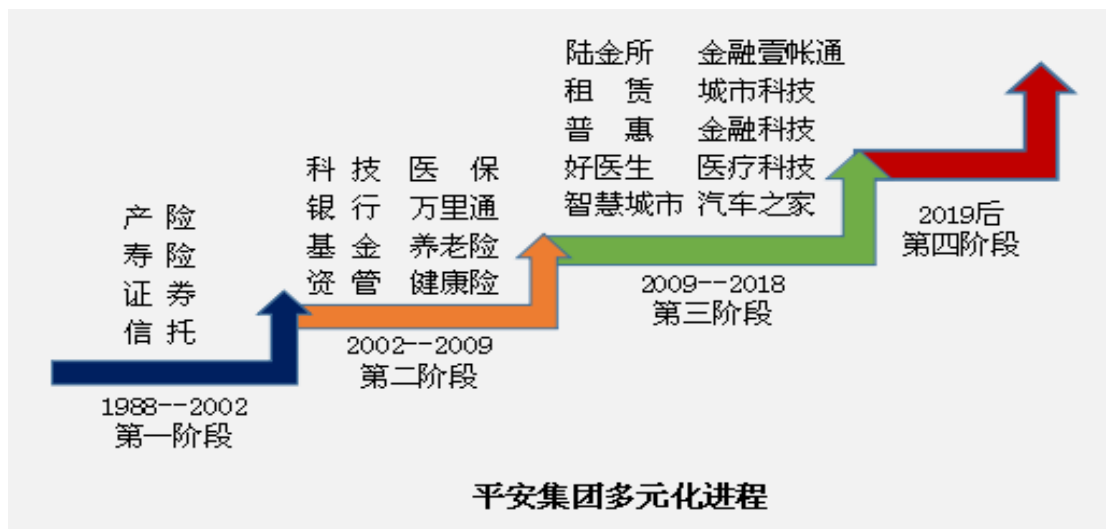 产 险
寿 险
证 券
信 托
1988--2002
第一阶段
科 技 医 保
银 行 万里通
基 金 养老险
资 管 健康险
2002--2009
第二阶段
陆金所 金融壹帐通
租 赁 城市科技
普 惠 金融科技
好医生 医疗科技
智慧城市 汽车之家
2009--2018
第三阶段
2019后
第四阶段
平安集团多元化进程